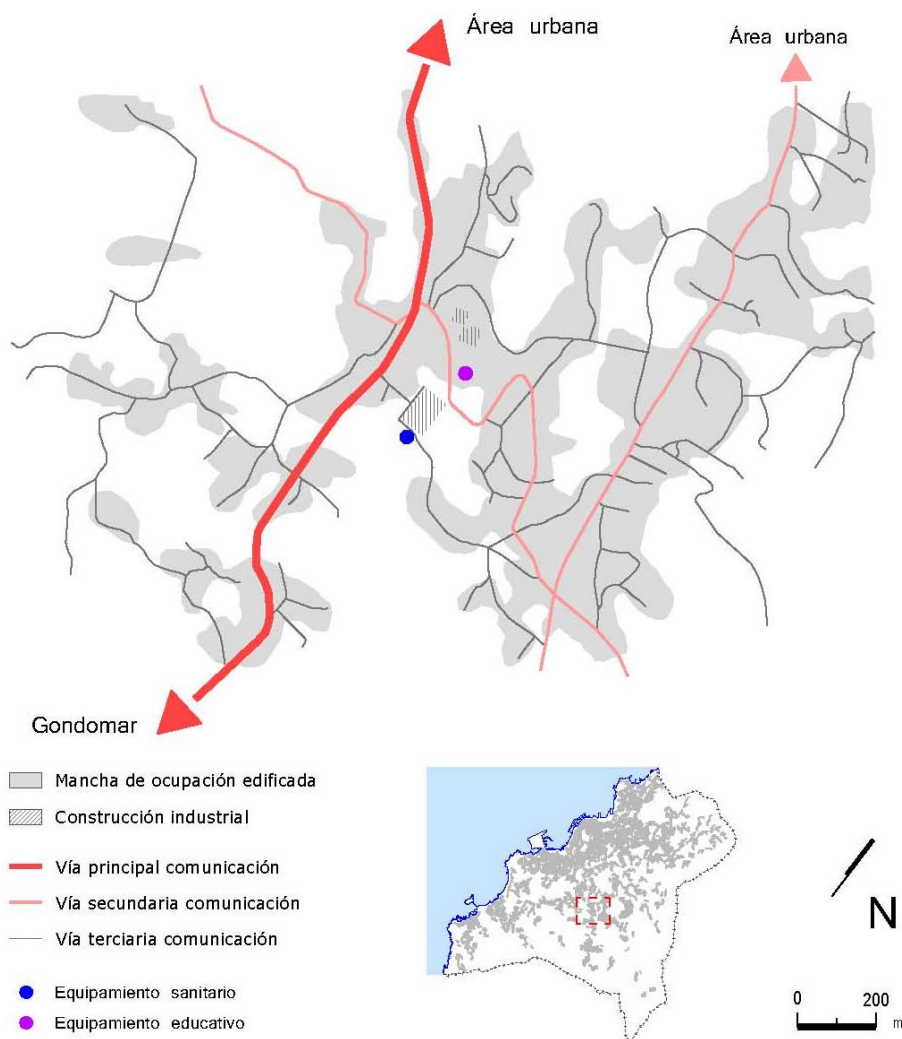 Área urbana
Área urbana
Gondomar
Mancha de ocupación edificada
Construcción industrial
Vía principal comunicación
Vía secundaria comunicación
Vía terciaria comunicación
Equipamiento sanitario
Equipamiento educativo
N
0 200
m